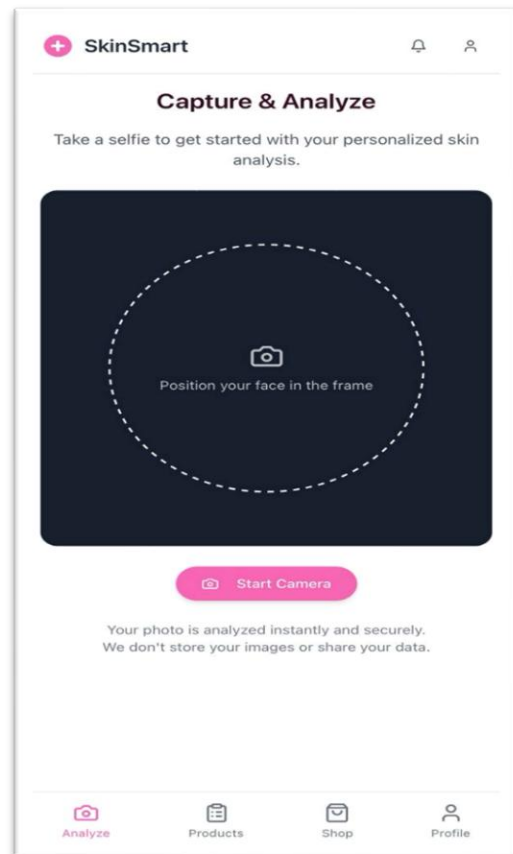 SkinSmart
Capture & Analyze
Take a selfie to get started with your personalized skin
analysis.
Position your face in the frame
Start Camera
Your photo is analyzed instantly and securely.
We don't store your images or share your data.
Analyze Products Shop Profile